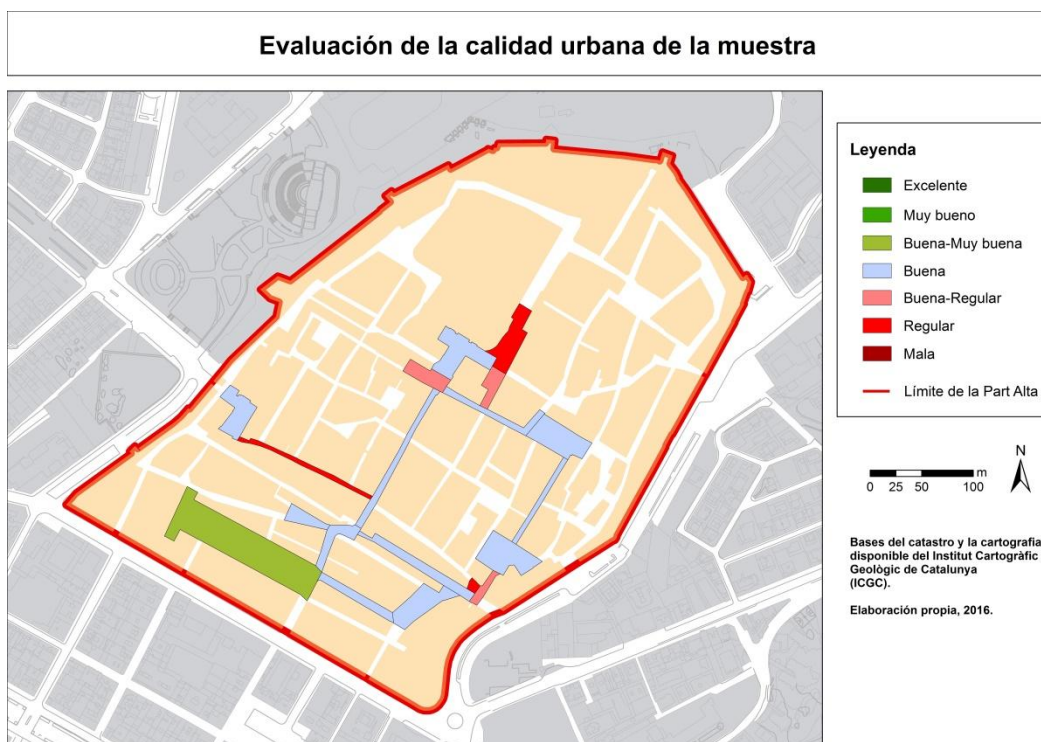 Evaluación de la calidad urbana de la muestra
Leyenda
Excelente
Muy bueno
Buena-Muy buena
Buena
Buena-Regular
Regular
Mala
Límite de la Part Alta
N
m
0 25 50 100
Bases del catastro y la cartografia
disponible del Institut Cartogràfic
Geològic de Catalunya
(ICGC).
Elaboración propia, 2016.